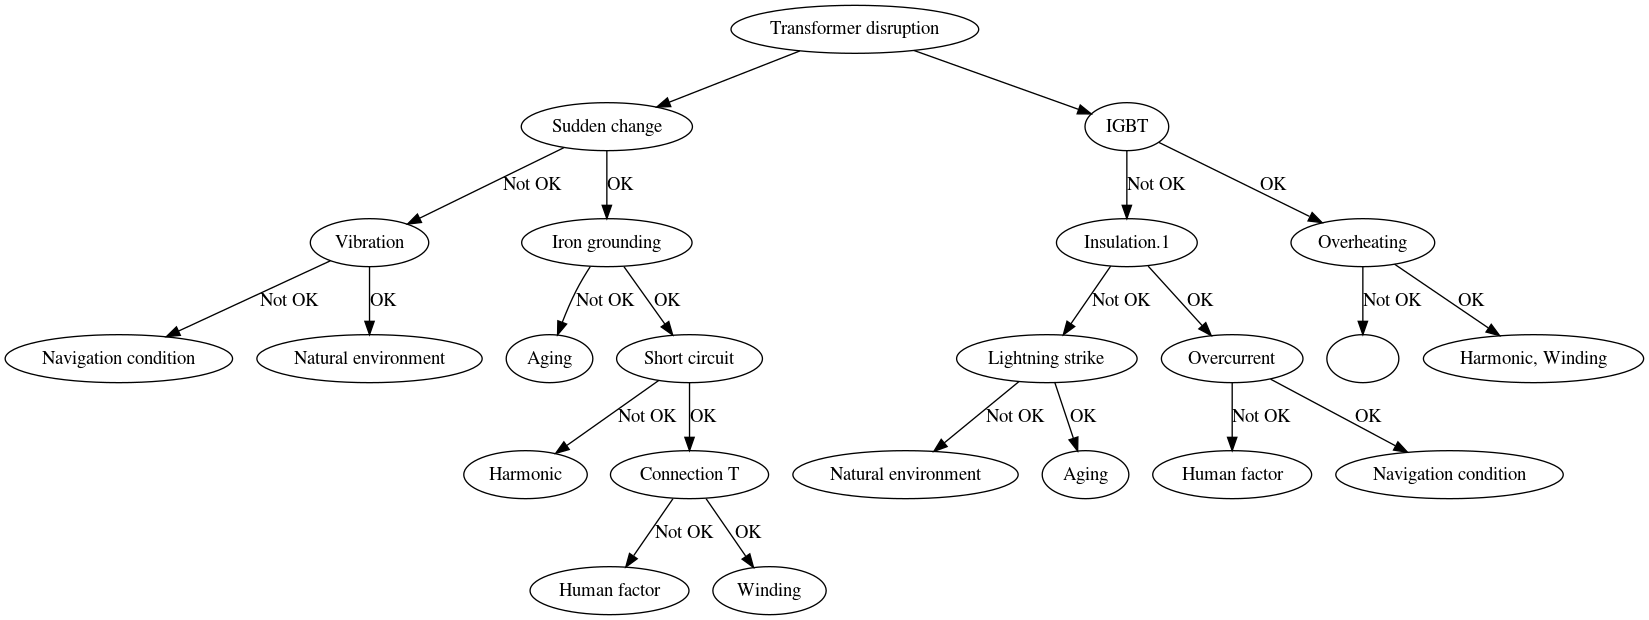 Transformer disruption
Sudden change
IGBT
Not OK
OK
Not OK
OK
Vibration
Iron grounding
Insulation.1
Overheating
Not OK
OK
Not OK
OK
Not OK
OK
Not OK
OK
Navigation condition
Natural environment
Aging
Short circuit
Lightning strike
Overcurrent
Harmonic, Winding
Not OK
OK
Not OK
OK
Not OK
OK
Harmonic
Connection T
Natural environment
Aging
Human factor
Navigation condition
Not OK
OK
Human factor
Winding